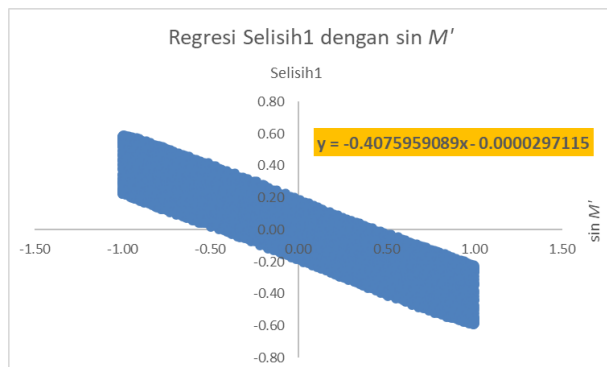 Regresi Selisih1 dengan sin M'
Selisih1
0.80
0.60
y = -0.4075959089x - 0.0000297115
0.40
0.20
0.00
-1.50 -1.00 -0.50 0.00 0.50 1.00 1.50
sin M'
-0.20
-0.40
-0.60
-0.80